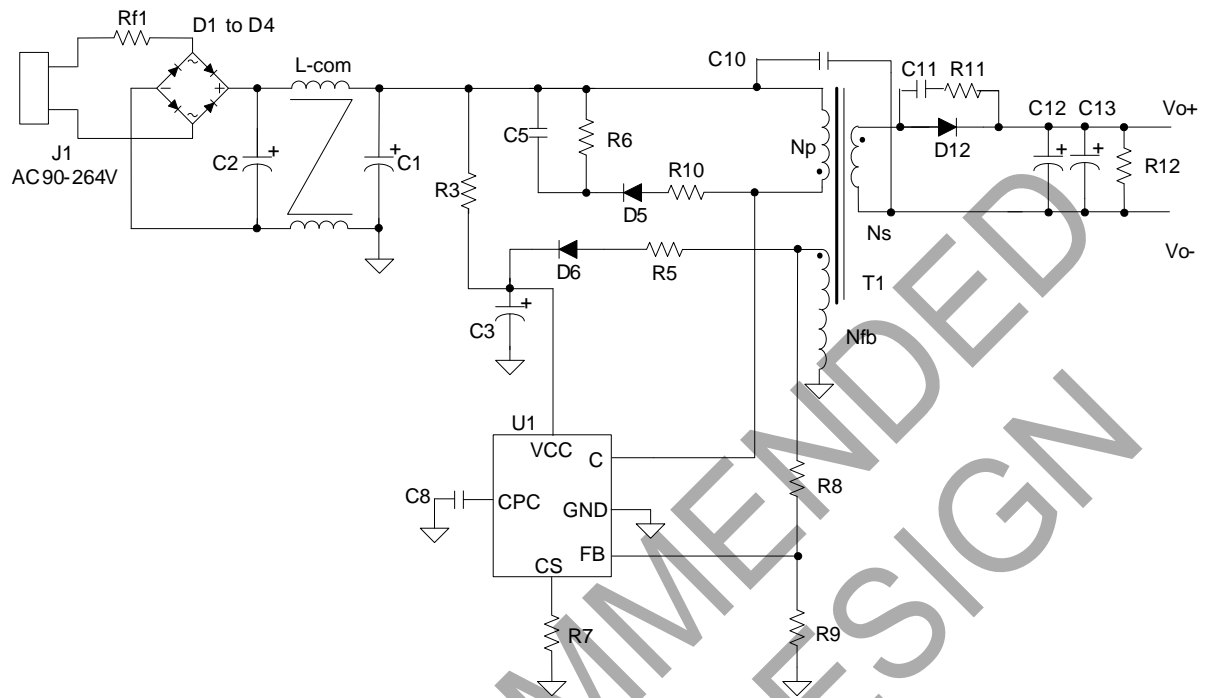 Rf1
D1 to D4
~
-
+
~
J1
AC90-264V
L-com
C2
+
+
C1
R3
C5
R6
D5
R10
C10
Np
C11
R11
D12
C12
C13
+
+
R12
Vo+
Vo-
Ns
T1
D6
R5
C3
+
Nfb
U1
VCC
C
CPC
GND
FB
CS
C8
R7
R8
R9
MMENDED
ESIGN